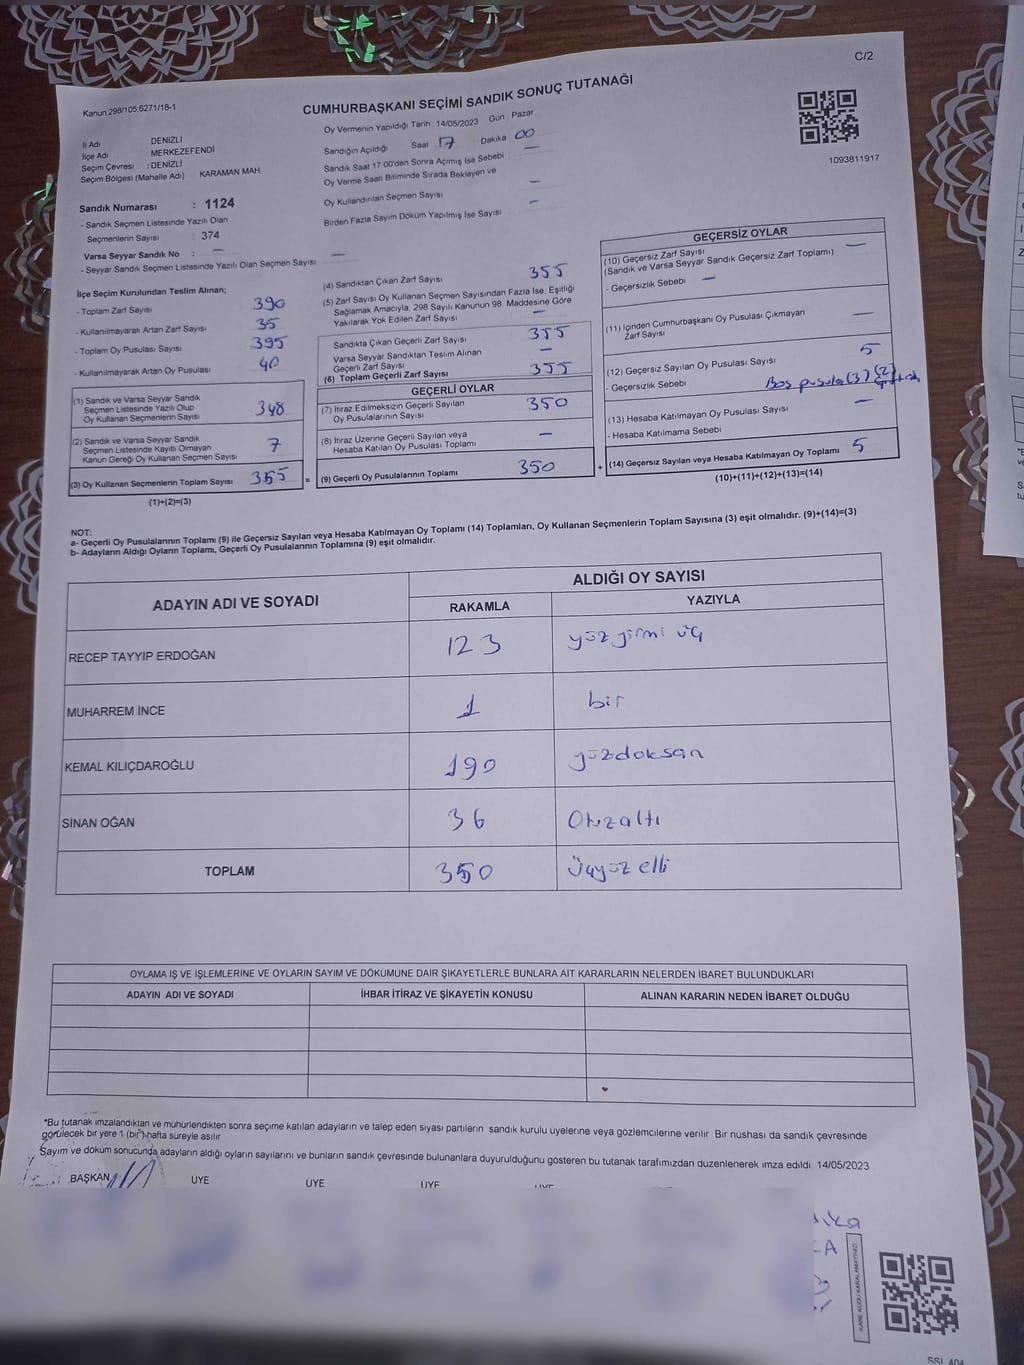 C/2
Kanun:298/105:6271/18-1
CUMHURBAŞKANI SEÇİMİ SANDIK SONUÇ TUTANAĞI
İl Adı DENİZLİ
İlçe Adı MERKEZEFENDİ
Seçim Çevresi : DENİZLİ
Seçim Bölgesi (Mahalle Adı) KARAMAN MAH.
Oy Vermenin Yapıldığı Tarih : 14/05/2023 Gün Pazar
Sandığın Açıldığı Saat 17 Dakika 00
Sandık Saat 17:00'den Sonra Açılmış İse Sebebi —
Oy Verme Saati Bitiminde Sırada Bekleyen ve
Oy Kullandırılan Seçmen Sayısı —
Birden Fazla Sayım Döküm Yapılmış İse Sayısı : —
1093811917
Sandık Numarası : 1124
- Sandık Seçmen Listesinde Yazılı Olan
Seçmenlerin Sayısı : 374
Varsa Seyyar Sandık No : —
- Seyyar Sandık Seçmen Listesinde Yazılı Olan Seçmen Sayısı : —
İlçe Seçim Kurulundan Teslim Alınan;
- Toplam Zarf Sayısı 390
- Kullanılmayarak Artan Zarf Sayısı 35
- Toplam Oy Pusulası Sayısı 395
- Kullanılmayarak Artan Oy Pusulası 40
(1) Sandık ve Varsa Seyyar Sandık
Seçmen Listesinde Yazılı Olup
Oy Kullanan Seçmenlerin Sayısı 348
(2) Sandık ve Varsa Seyyar Sandık
Seçmen Listesinde Kayıtlı Olmayan
Kanun Gereği Oy Kullanan Seçmen Sayısı 7
(3) Oy Kullanan Seçmenlerin Toplam Sayısı 355
(1)+(2)=(3)
(4) Sandıktan Çıkan Zarf Sayısı 355
(5) Zarf Sayısı Oy Kullanan Seçmen Sayısından Fazla İse, Eşitliği
Sağlamak Amacıyla, 298 Sayılı Kanunun 98. Maddesine Göre
Yakılarak Yok Edilen Zarf Sayısı —
Sandıkta Çıkan Geçerli Zarf Sayısı 355
Varsa Seyyar Sandıktan Teslim Alınan
Geçerli Zarf Sayısı —
(6) Toplam Geçerli Zarf Sayısı 355
GEÇERLİ OYLAR
(7) İtiraz Edilmeksizin Geçerli Sayılan
Oy Pusulalarının Sayısı 350
(8) İtiraz Üzerine Geçerli Sayılan veya
Hesaba Katılan Oy Pusulası Toplamı —
= (9) Geçerli Oy Pusulalarının Toplamı 350
GEÇERSİZ OYLAR
(10) Geçersiz Zarf Sayısı
(Sandık ve Varsa Seyyar Sandık Geçersiz Zarf Toplamı) —
- Geçersizlik Sebebi : —
(11) İçinden Cumhurbaşkanı Oy Pusulası Çıkmayan
Zarf Sayısı —
(12) Geçersiz Sayılan Oy Pusulası Sayısı 5
- Geçersizlik Sebebi Boş pusula (3) (2)
(13) Hesaba Katılmayan Oy Pusulası Sayısı —
- Hesaba Katılmama Sebebi
+ (14) Geçersiz Sayılan veya Hesaba Katılmayan Oy Toplamı 5
(10)+(11)+(12)+(13)=(14)
NOT:
a- Geçerli Oy Pusulalarının Toplamı (9) ile Geçersiz Sayılan veya Hesaba Katılmayan Oy Toplamı (14) Toplamları, Oy Kullanan Seçmenlerin Toplam Sayısına (3) eşit olmalıdır. (9)+(14)=(3)
b- Adayların Aldığı Oyların Toplamı, Geçerli Oy Pusulalarının Toplamına (9) eşit olmalıdır.
ADAYIN ADI VE SOYADI
ALDIĞI OY SAYISI
RAKAMLA YAZIYLA
RECEP TAYYIP ERDOĞAN 123 yüz yirmi üç
MUHARREM İNCE 1 bir
KEMAL KILIÇDAROĞLU 190 yüzdoksan
SİNAN OĞAN 36 Otuzaltı
TOPLAM 350 Üçyüz elli
OYLAMA İŞ VE İŞLEMLERİNE VE OYLARIN SAYIM VE DÖKÜMÜNE DAİR ŞİKAYETLERLE BUNLARA AİT KARARLARIN NELERDEN İBARET BULUNDUKLARI
ADAYIN ADI VE SOYADI İHBAR İTİRAZ VE ŞİKAYETİN KONUSU ALINAN KARARIN NEDEN İBARET OLDUĞU
*Bu tutanak imzalandıktan ve mühürlendikten sonra seçime katılan adayların ve talep eden siyasi partilerin sandık kurulu üyelerine veya gözlemcilerine verilir. Bir nüshası da sandık çevresinde
görülecek bir yere 1 (bir) hafta süreyle asılır
Sayım ve döküm sonucunda adayların aldığı oyların sayılarını ve bunların sandık çevresinde bulunanlara duyurulduğunu gösteren bu tutanak tarafımızdan düzenlenerek imza edildi. 14/05/2023
BAŞKAN ÜYE ÜYE ÜYE ÜYE